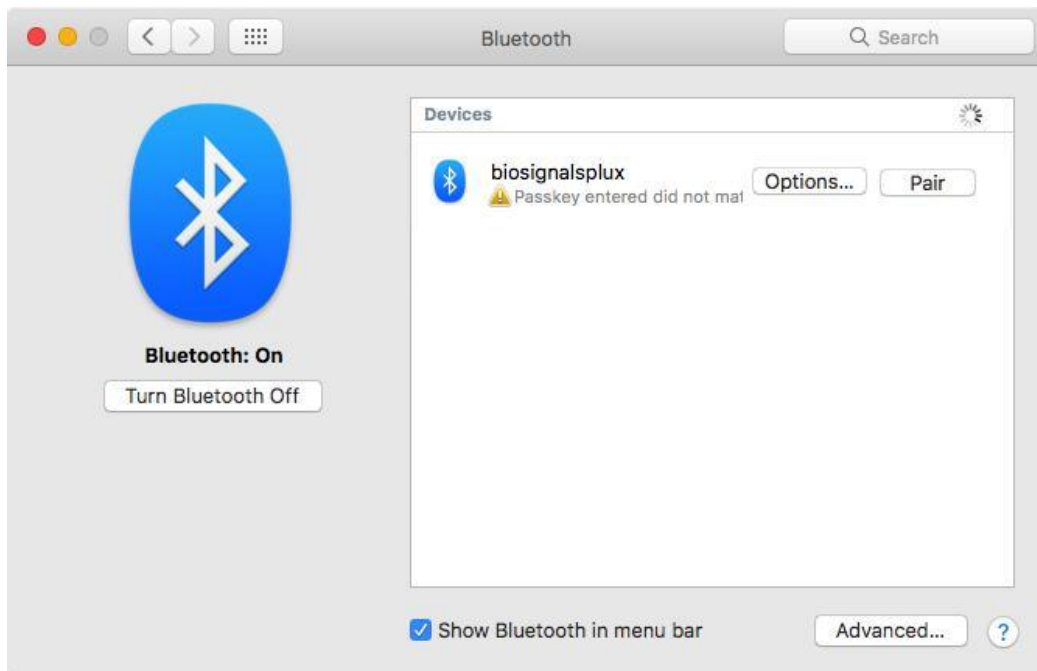 Bluetooth
Search
Devices
biosignalsplux
Passkey entered did not
Options...
Pair
Bluetooth: On
Turn Bluetooth Off
Show Bluetooth in menu bar
Advanced...
?